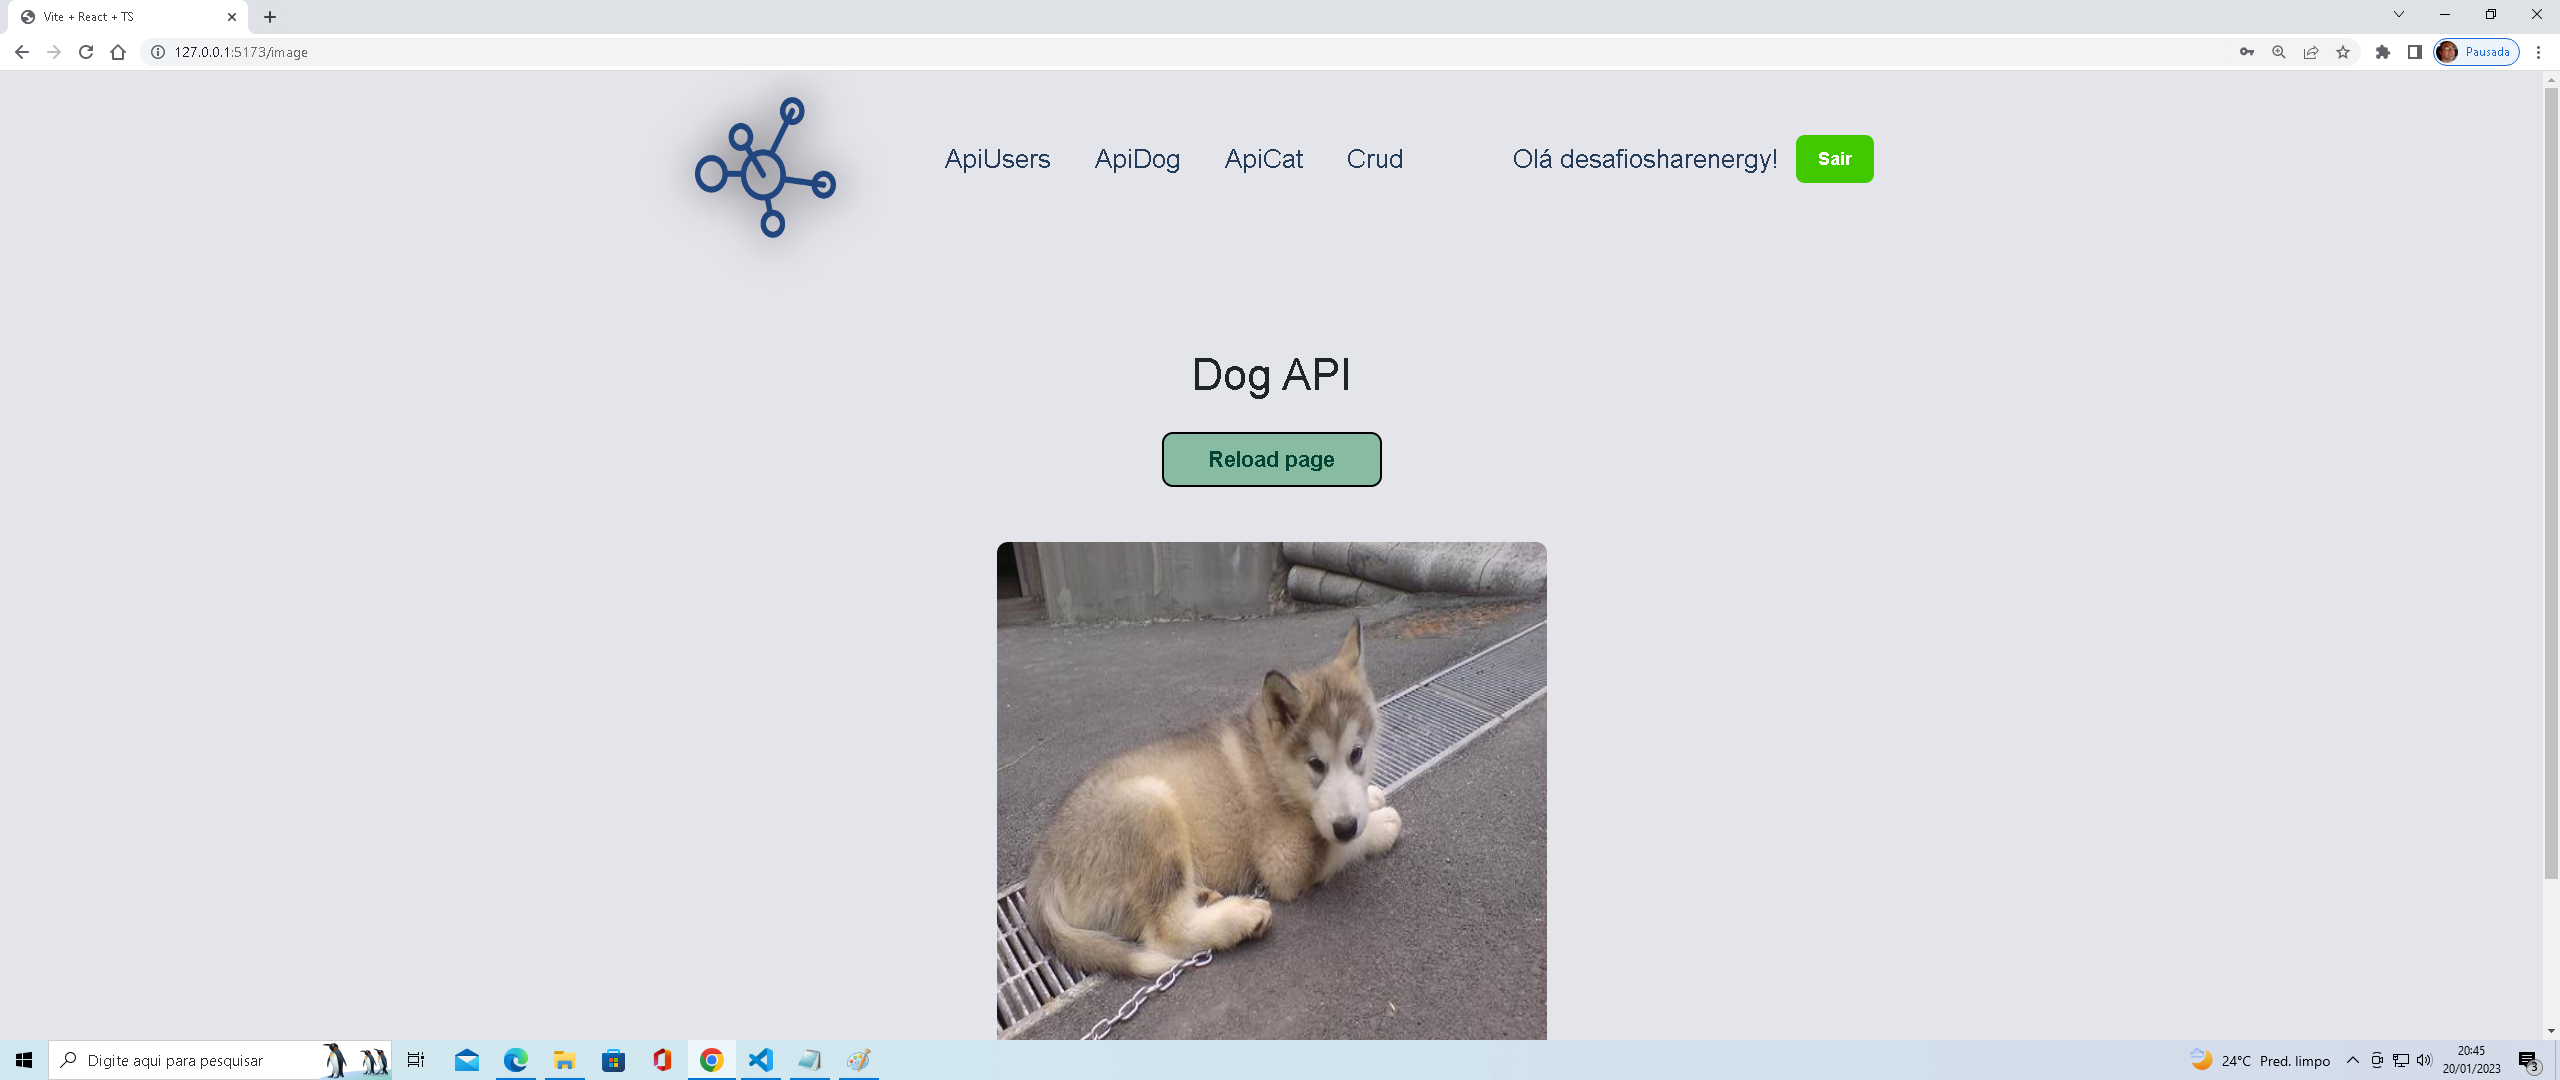 Vite + React + TS
127.0.0.1:5173/image
Pausada
ApiUsers ApiDog ApiCat Crud Olá desafiosharenergy! Sair
Dog API
Reload page
Digite aqui para pesquisar
24°C Pred. limpo
20:45
20/01/2023
3